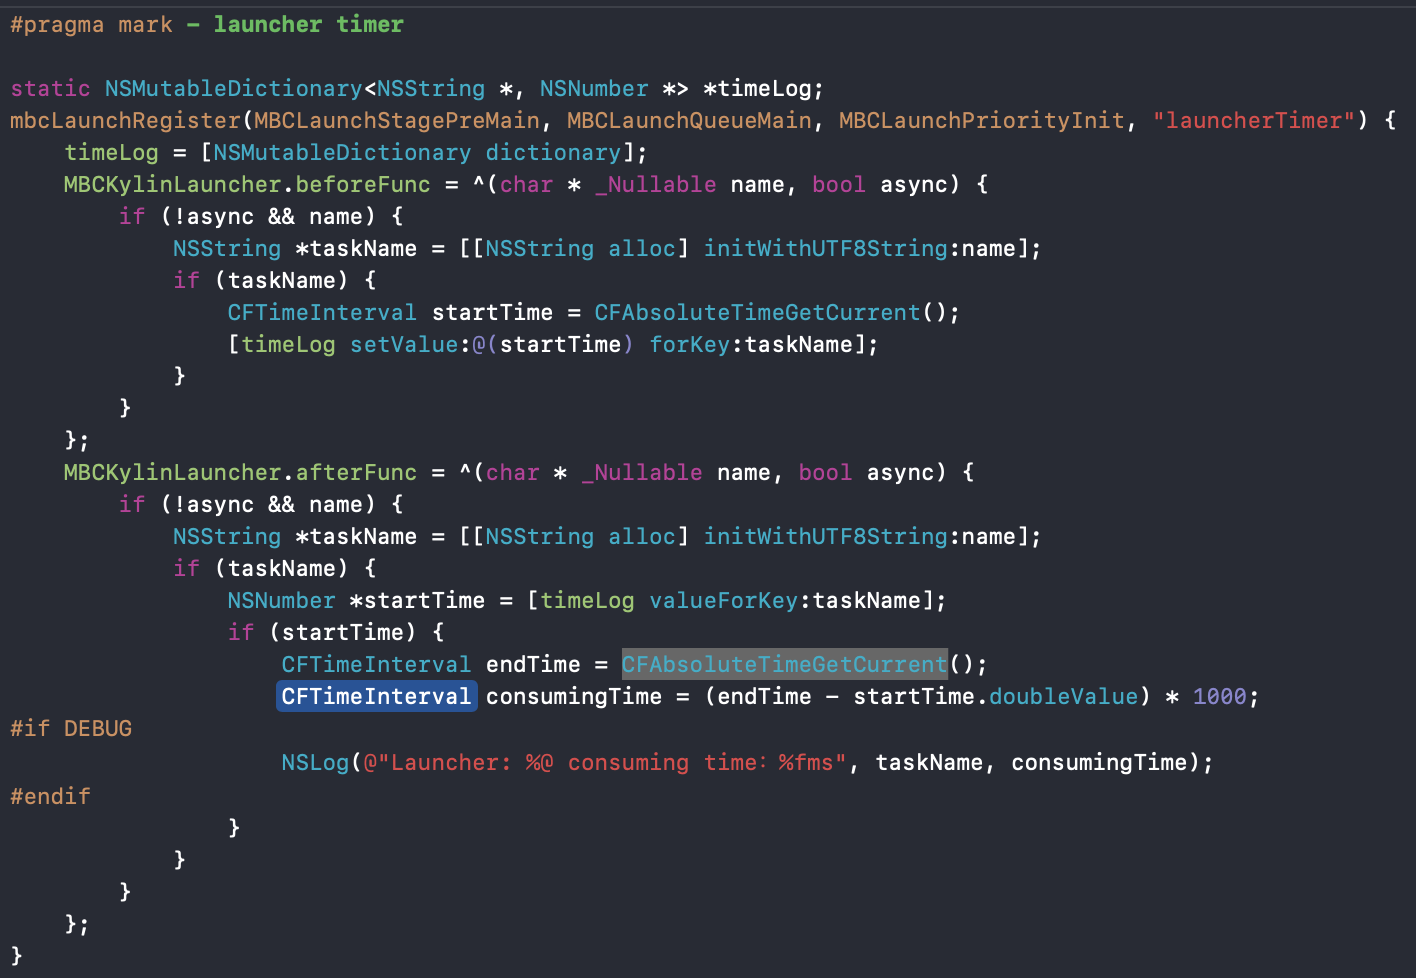 #pragma mark - launcher timer
static NSMutableDictionary<NSString *, NSNumber *> *timeLog;
mbcLaunchRegister(MBCLaunchStagePreMain, MBCLaunchQueueMain, MBCLaunchPriorityInit, "launcherTimer") {
    timeLog = [NSMutableDictionary dictionary];
    MBCKylinLauncher.beforeFunc = ^(char * _Nullable name, bool async) {
        if (!async && name) {
            NSString *taskName = [[NSString alloc] initWithUTF8String:name];
            if (taskName) {
                CFTimeInterval startTime = CFAbsoluteTimeGetCurrent();
                [timeLog setValue:@(startTime) forKey:taskName];
            }
        }
    };
    MBCKylinLauncher.afterFunc = ^(char * _Nullable name, bool async) {
        if (!async && name) {
            NSString *taskName = [[NSString alloc] initWithUTF8String:name];
            if (taskName) {
                NSNumber *startTime = [timeLog valueForKey:taskName];
                if (startTime) {
                    CFTimeInterval endTime = CFAbsoluteTimeGetCurrent();
                    CFTimeInterval consumingTime = (endTime - startTime.doubleValue) * 1000;
#if DEBUG
                    NSLog(@"Launcher: %@ consuming time：%fms", taskName, consumingTime);
#endif
                }
            }
        }
    };
}